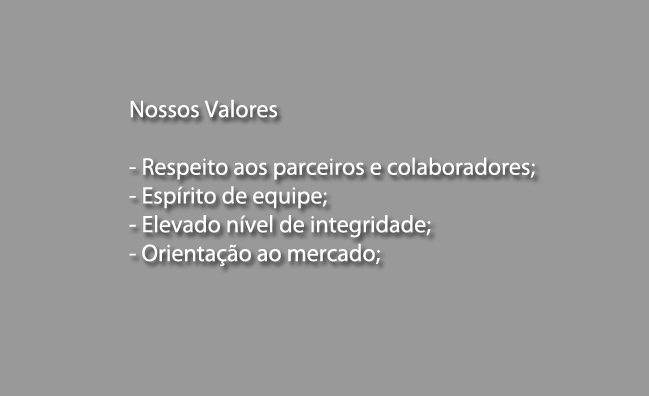 Nossos Valores
- Respeito aos parceiros e colaboradores;
- Espírito de equipe;
- Elevado nível de integridade;
- Orientação ao mercado;